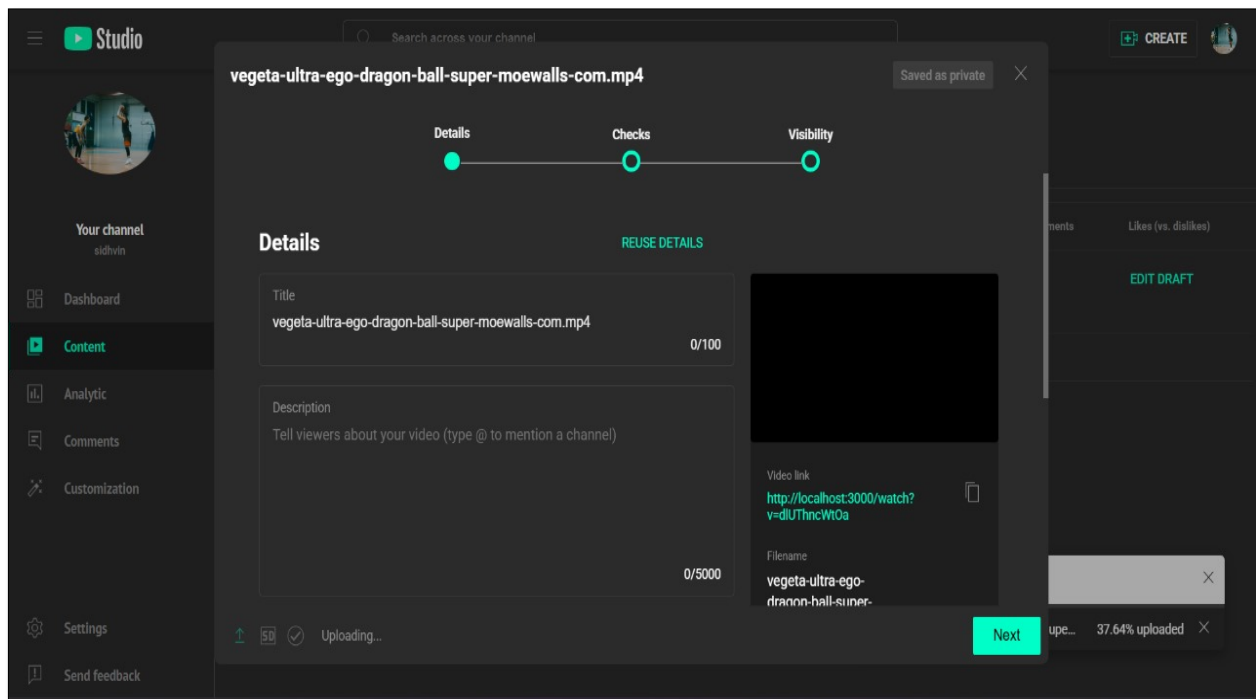 Studio
Search across your channel
CREATE
vegeta-ultra-ego-dragon-ball-super-moewalls-com.mp4
Saved as private
Details
Checks
Visibility
Your channel
sidhvin
Details
REUSE DETAILS
ments
Likes (vs. dislikes)
EDIT DRAFT
Dashboard
Content
Analytic
Comments
Customization
Settings
Send feedback
Title
vegeta-ultra-ego-dragon-ball-super-moewalls-com.mp4
0/100
Description
Tell viewers about your video (type @ to mention a channel)
0/5000
Video link
http://localhost:3000/watch?
v=dlUThncWtOa
Filename
vegeta-ultra-ego-
dragon-ball-super-
SD
Uploading...
Next
upe...
37.64% uploaded